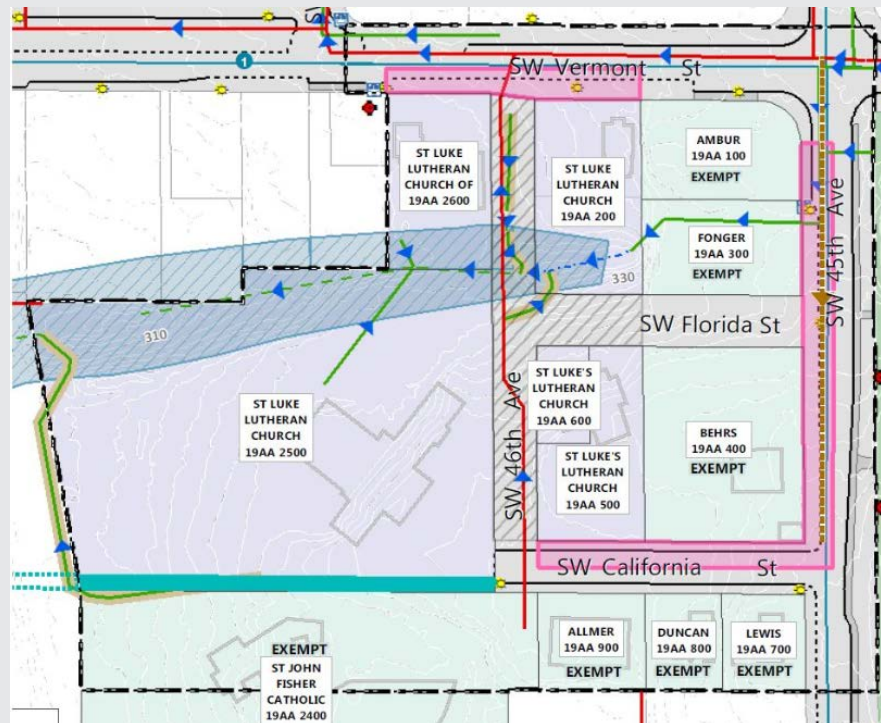 SW
1
SW Vermont St
ST LUKE
LUTHERAN
CHURCH OF
19AA 2600
ST LUKE
LUTHERAN
CHURCH
19AA 200
AMBUR
19AA 100
EXEMPT
FONGER
19AA 300
EXEMPT
SW 45th Ave
330
310
SW Florida St
ST LUKE
LUTHERAN
CHURCH
19AA 2500
SW 46th Ave
ST LUKE'S
LUTHERAN
CHURCH
19AA 600
ST LUKE'S
LUTHERAN
CHURCH
19AA 500
BEHRS
19AA 400
EXEMPT
SW California St
EXEMPT
ST JOHN
FISHER
CATHOLIC
19AA 2400
ALLMER
19AA 900
EXEMPT
DUNCAN
19AA 800
EXEMPT
LEWIS
19AA 700
EXEMPT